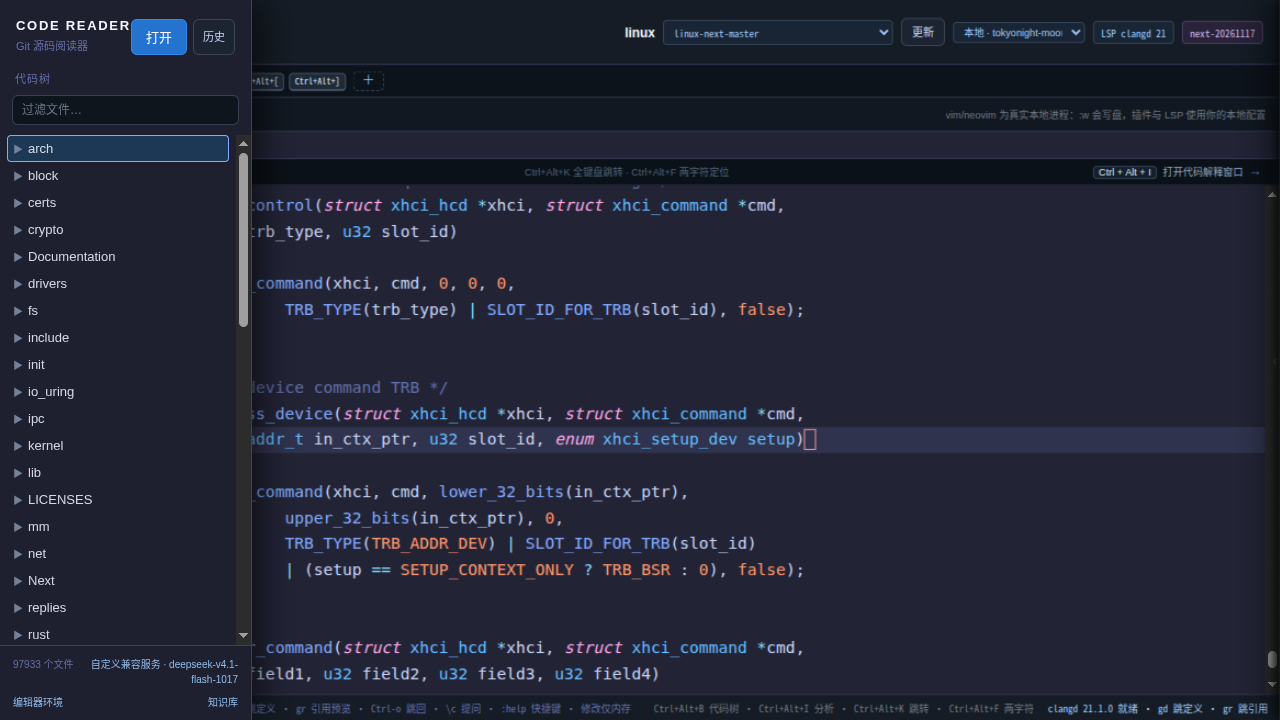 CODE READER
Git 源码阅读器
打开
历史
代码树
过滤文件…
arch
block
certs
crypto
Documentation
drivers
fs
include
init
io_uring
ipc
kernel
lib
LICENSES
mm
net
Next
replies
rust
97933 个文件
自定义兼容服务 · deepseek-v4.1-
flash-1017
编辑器环境
知识库
linux
linux-next-master
更新
本地 · tokyonight-moon
LSP clangd 21
next-20261117
+Alt+[
Ctrl+Alt+]
+
vim/neovim 为真实本地进程：:w 会写盘，插件与 LSP 使用你的本地配置
Ctrl+Alt+K 全键盘跳转 · Ctrl+Alt+F 两字符定位
Ctrl + Alt + I 打开代码解释窗口 →
control(struct xhci_hcd *xhci, struct xhci_command *cmd,
trb_type, u32 slot_id)
_command(xhci, cmd, 0, 0, 0,
TRB_TYPE(trb_type) | SLOT_ID_FOR_TRB(slot_id), false);
device command TRB */
ss_device(struct xhci_hcd *xhci, struct xhci_command *cmd,
addr_t in_ctx_ptr, u32 slot_id, enum xhci_setup_dev setup)
_command(xhci, cmd, lower_32_bits(in_ctx_ptr),
upper_32_bits(in_ctx_ptr), 0,
TRB_TYPE(TRB_ADDR_DEV) | SLOT_ID_FOR_TRB(slot_id)
| (setup == SETUP_CONTEXT_ONLY ? TRB_BSR : 0), false);
r_command(struct xhci_hcd *xhci, struct xhci_command *cmd,
field1, u32 field2, u32 field3, u32 field4)
定义 · gr 引用预览 · Ctrl-o 跳回 · \c 提问 · :help 快捷键 · 修改仅内存
Ctrl+Alt+B 代码树 · Ctrl+Alt+I 分析 · Ctrl+Alt+K 跳转 · Ctrl+Alt+F 两字符
clangd 21.1.0 就绪 · gd 跳定义 · gr 跳引用